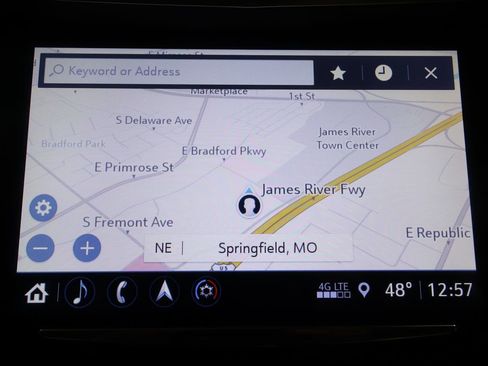 Keyword or Address
Marketplace
1st St
S Delaware Ave
James River
Town Center
Bradford Park
E Bradford Pkwy
E Primrose St
James River Fwy
S Fremont Ave
E Republic
NE | Springfield, MO
US
4G LTE
48° 12:57